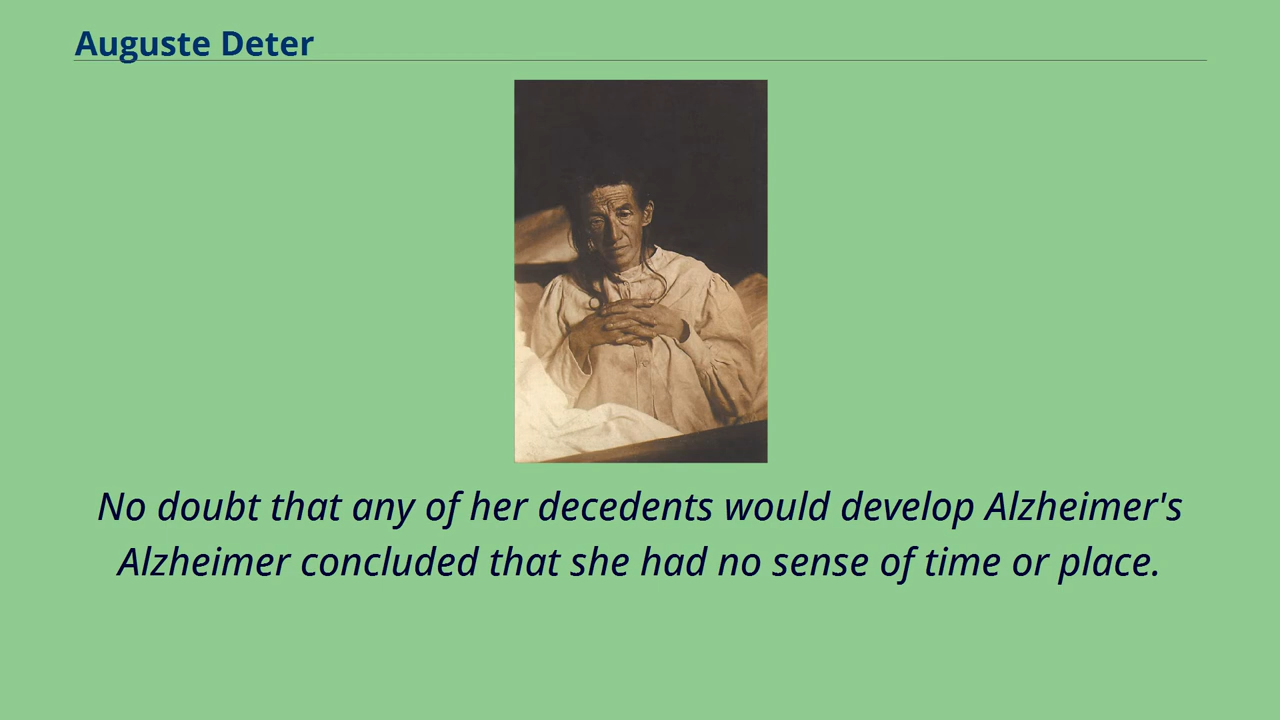 Auguste Deter
No doubt that any of her decedents would develop Alzheimer's
Alzheimer concluded that she had no sense of time or place.